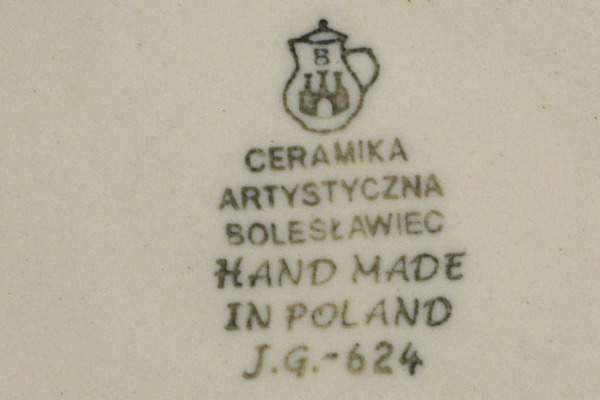 B
CERAMIKA
ARTYSTYCZNA
BOLESŁAWIEC
HAND MADE
IN POLAND
J.G.-624